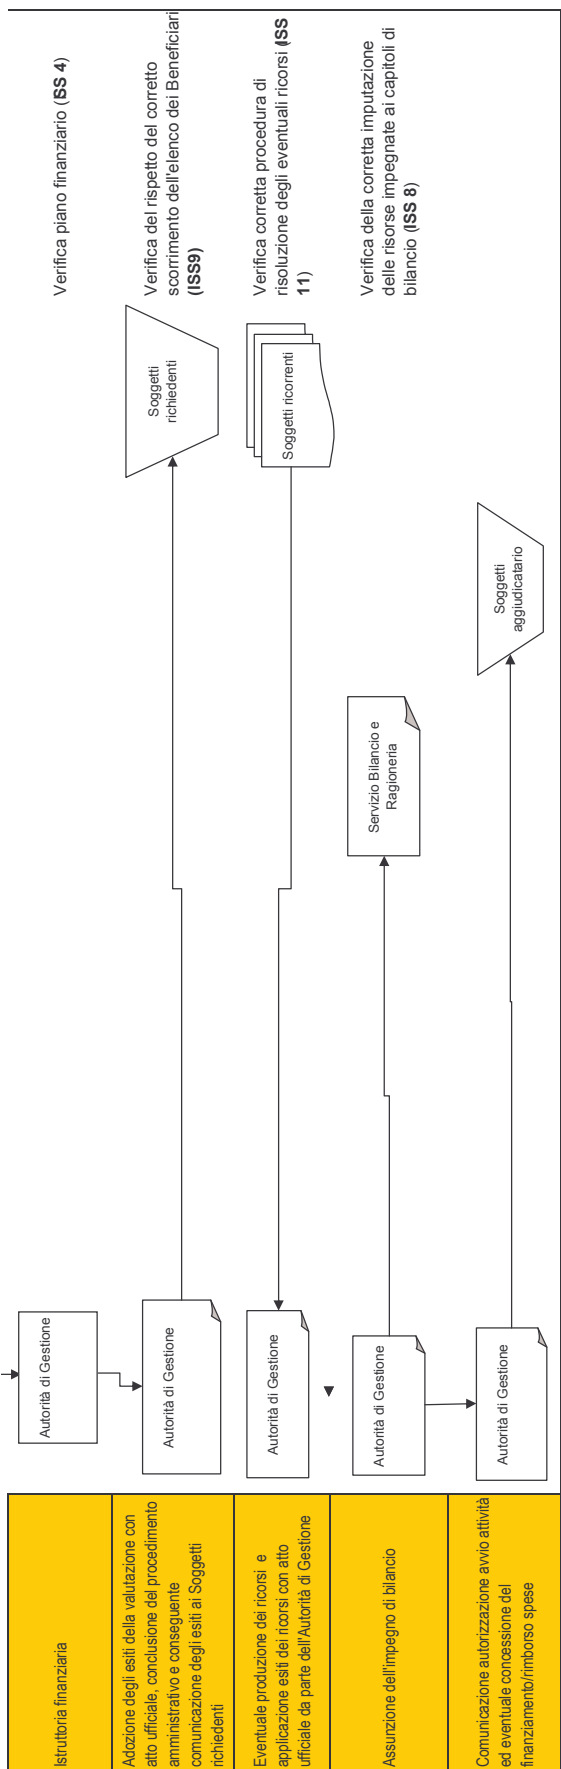 Istruttoria finanziaria
Autorità di Gestione
Verifica piano finanziario (ISS 4)
Adozione degli esiti della valutazione con
atto ufficiale, conclusione del procedimento
amministrativo e conseguente
comunicazione degli esiti ai Soggetti
richiedenti
Autorità di Gestione
Soggetti
richiedenti
Verifica del rispetto del corretto
scorrimento dell'elenco dei Beneficiari
(ISS9)
Eventuale produzione dei ricorsi e
applicazione esiti dei ricorsi con atto
ufficiale da parte dell'Autorità di Gestione
Autorità di Gestione
Soggetti ricorrenti
Verifica corretta procedura di
risoluzione degli eventuali ricorsi (ISS
11)
Assunzione dell'impegno di bilancio
Autorità di Gestione
Servizio Bilancio e
Ragioneria
Verifica della corretta imputazione
delle risorse impegnate ai capitoli di
bilancio (ISS 8)
Comunicazione autorizzazione avvio attività
ed eventuale concessione del
finanziamento/rimborso spese
Autorità di Gestione
Soggetti
aggiudicatario